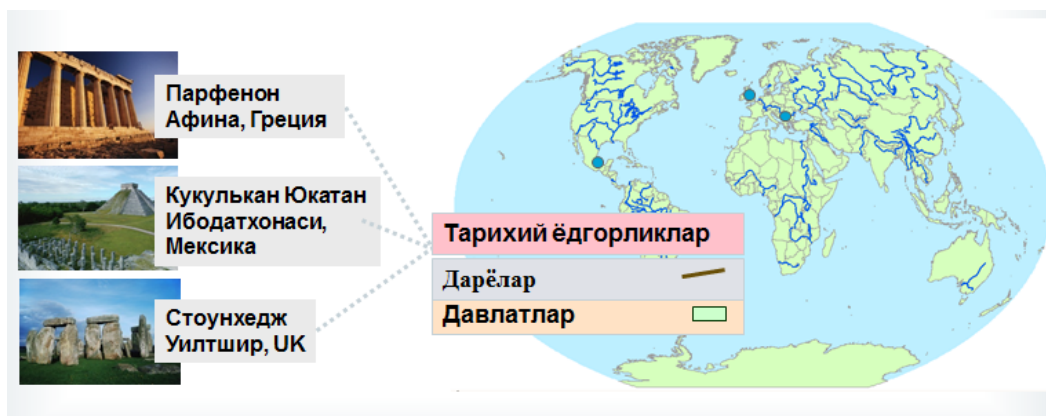 Парфенон
Афина, Греция
Кукулькан Юкатан
Ибодатхонаси,
Мексика
Стоунхедж
Уилтшир, UK
Тарихий ёдгорликлар
Дарёлар
Давлатлар